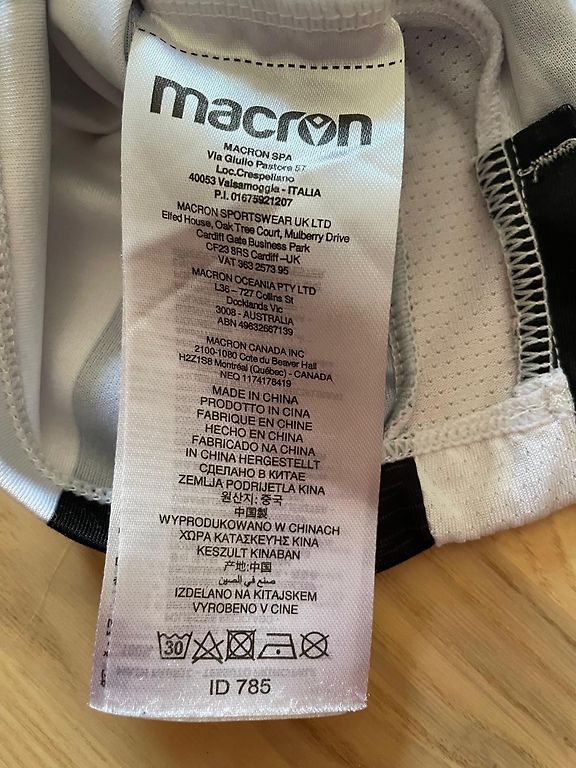 macron
MACRON SPA
Via Giulio Pastore 57
Loc.Crespellano
40053 Valsamoggia - ITALIA
P.I. 01675921207
MACRON SPORTSWEAR UK LTD
Elfed House, Oak Tree Court, Mulberry Drive
Cardiff Gate Business Park
CF23 8RS Cardiff -UK
VAT 363 2573 95
MACRON OCEANIA PTY LTD
L36 - 727 Collins St
Docklands Vic
3008 - AUSTRALIA
ABN 49632667139
MACRON CANADA INC
2100-1080 Cote du Beaver Hall
H2Z1S8 Montréal (Québec) - CANADA
NEQ 1174178419
MADE IN CHINA
PRODOTTO IN CINA
FABRIQUE EN CHINE
HECHO EN CHINA
FABRICADO NA CHINA
IN CHINA HERGESTELLT
СДЕЛАНО В КИТАЕ
ZEMLJA PODRIJETLA KINA
원산지: 중국
中国製
WYPRODUKOWANO W CHINACH
ΧΩΡΑ ΚΑΤΑΣΚΕΥΗΣ ΚΙΝΑ
KESZULT KINABAN
产地:中国
صنع في الصين
IZDELANO NA KITAJSKEM
VYROBENO V CINE
30
ID 785